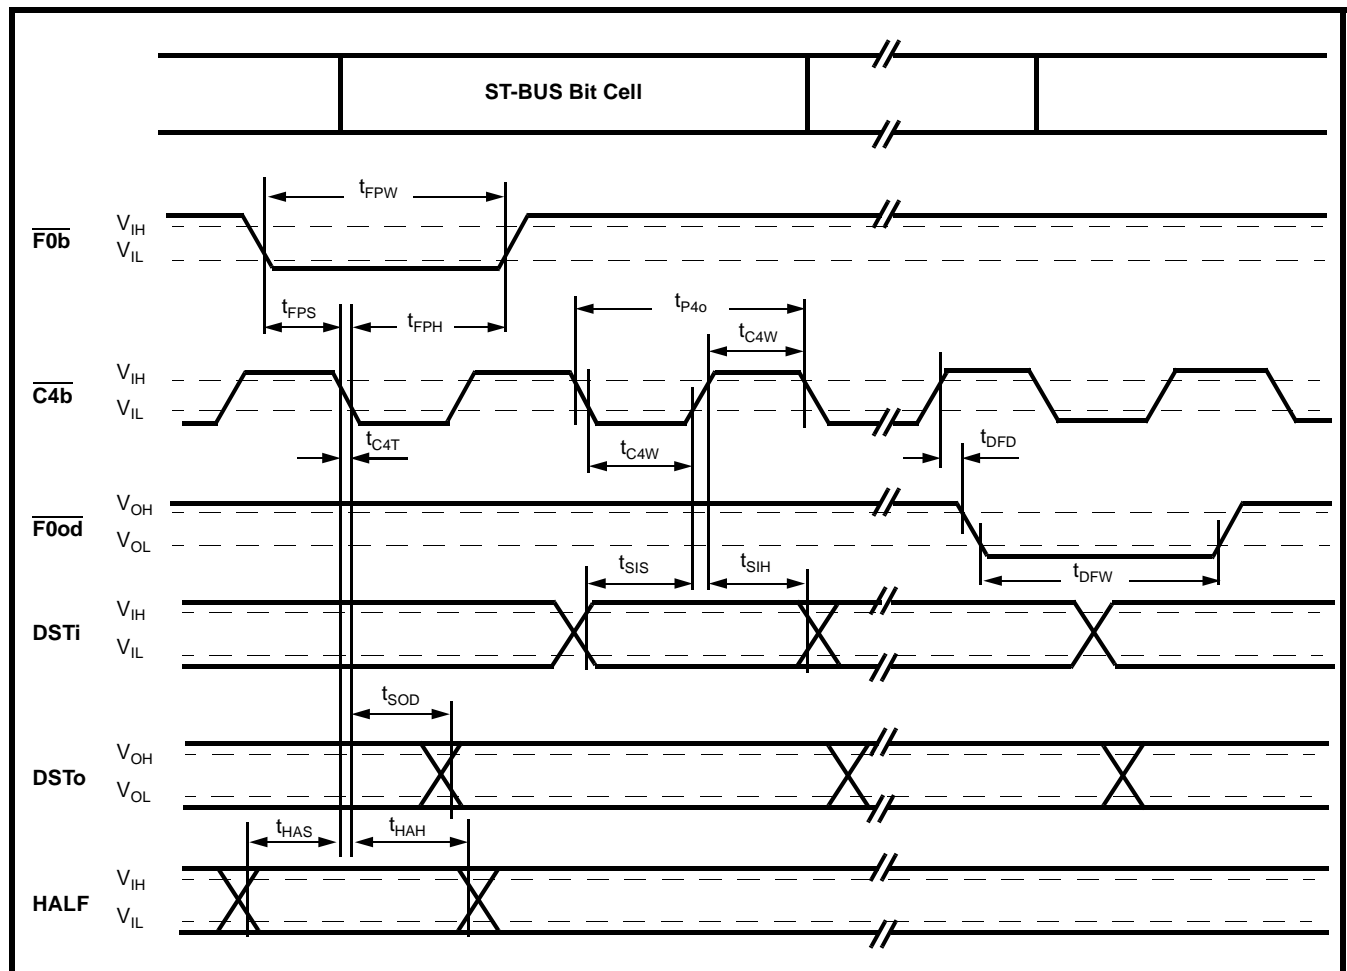 ST-BUS Bit Cell
tFPW
F0b
VIH
VIL
tFPS
tFPH
tP4o
tC4W
C4b
VIH
VIL
tC4T
tC4W
tDFD
F0od
VOH
VOL
tSIS
tSIH
tDFW
DSTi
VIH
VIL
tSOD
DSTo
VOH
VOL
tHAS
tHAH
HALF
VIH
VIL